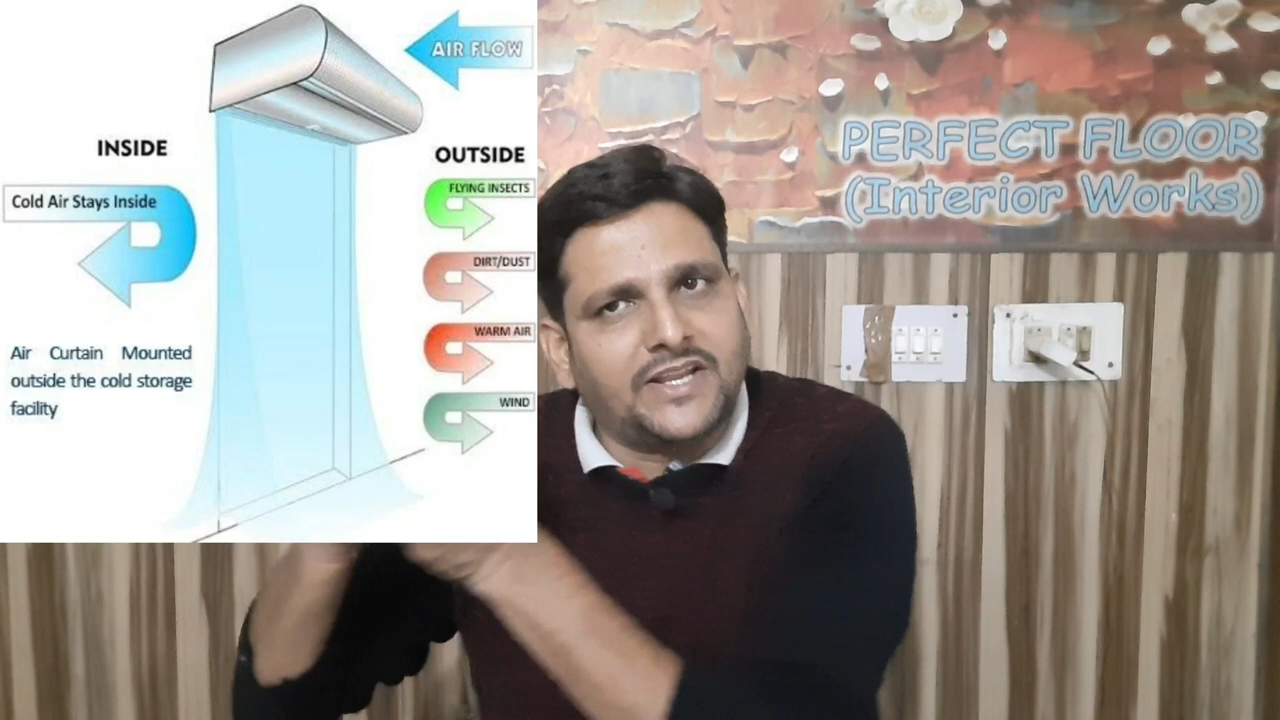 AIR FLOW
INSIDE
OUTSIDE
Cold Air Stays Inside
FLYING INSECTS
DIRT/DUST
WARM AIR
WIND
Air Curtain Mounted
outside the cold storage
facility
PERFECT FLOOR
(Interior Works)